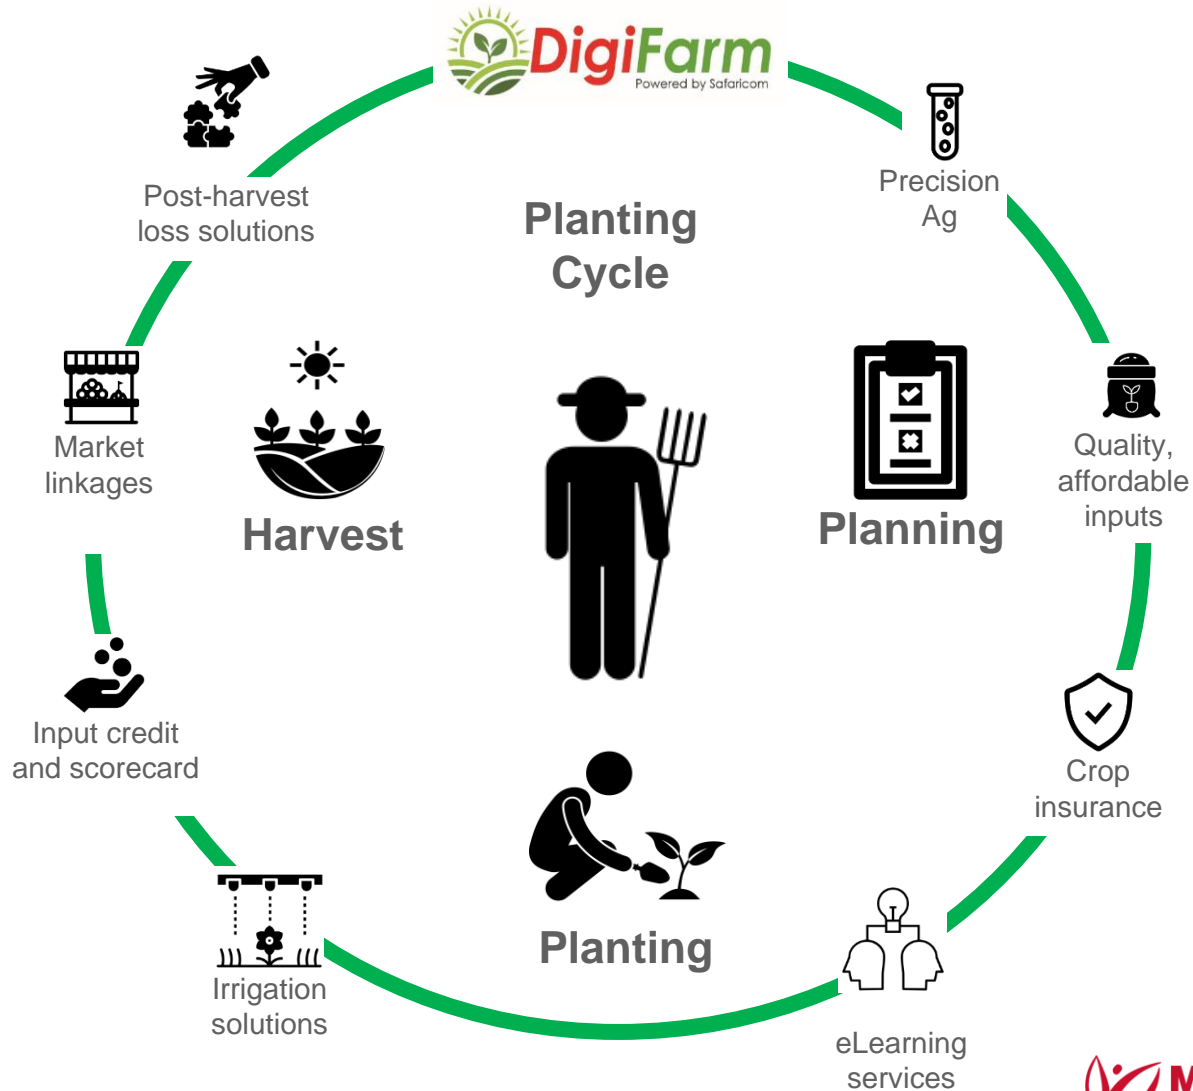 DigiFarm
Powered by Safaricom
Post-harvest
loss solutions
Precision
Ag
Planting
Cycle
Market
linkages
Harvest
Planning
Quality,
affordable
inputs
Input credit
and scorecard
Crop
insurance
Planting
Irrigation
solutions
eLearning
services
M